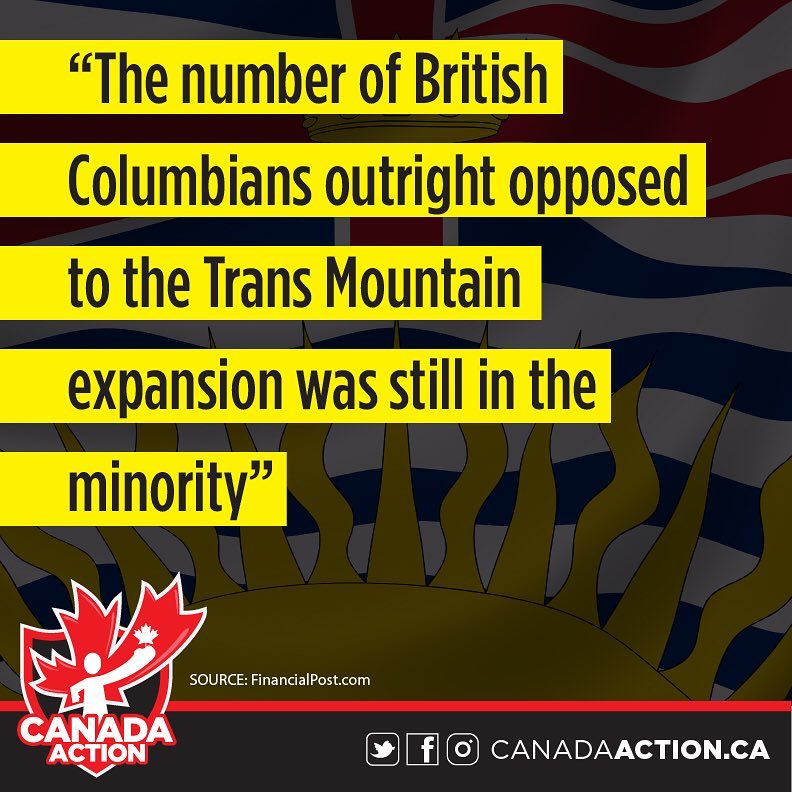 “The number of British
Columbians outright opposed
to the Trans Mountain
expansion was still in the
minority”
SOURCE: FinancialPost.com
CANADA
ACTION
CANADAACTION.CA